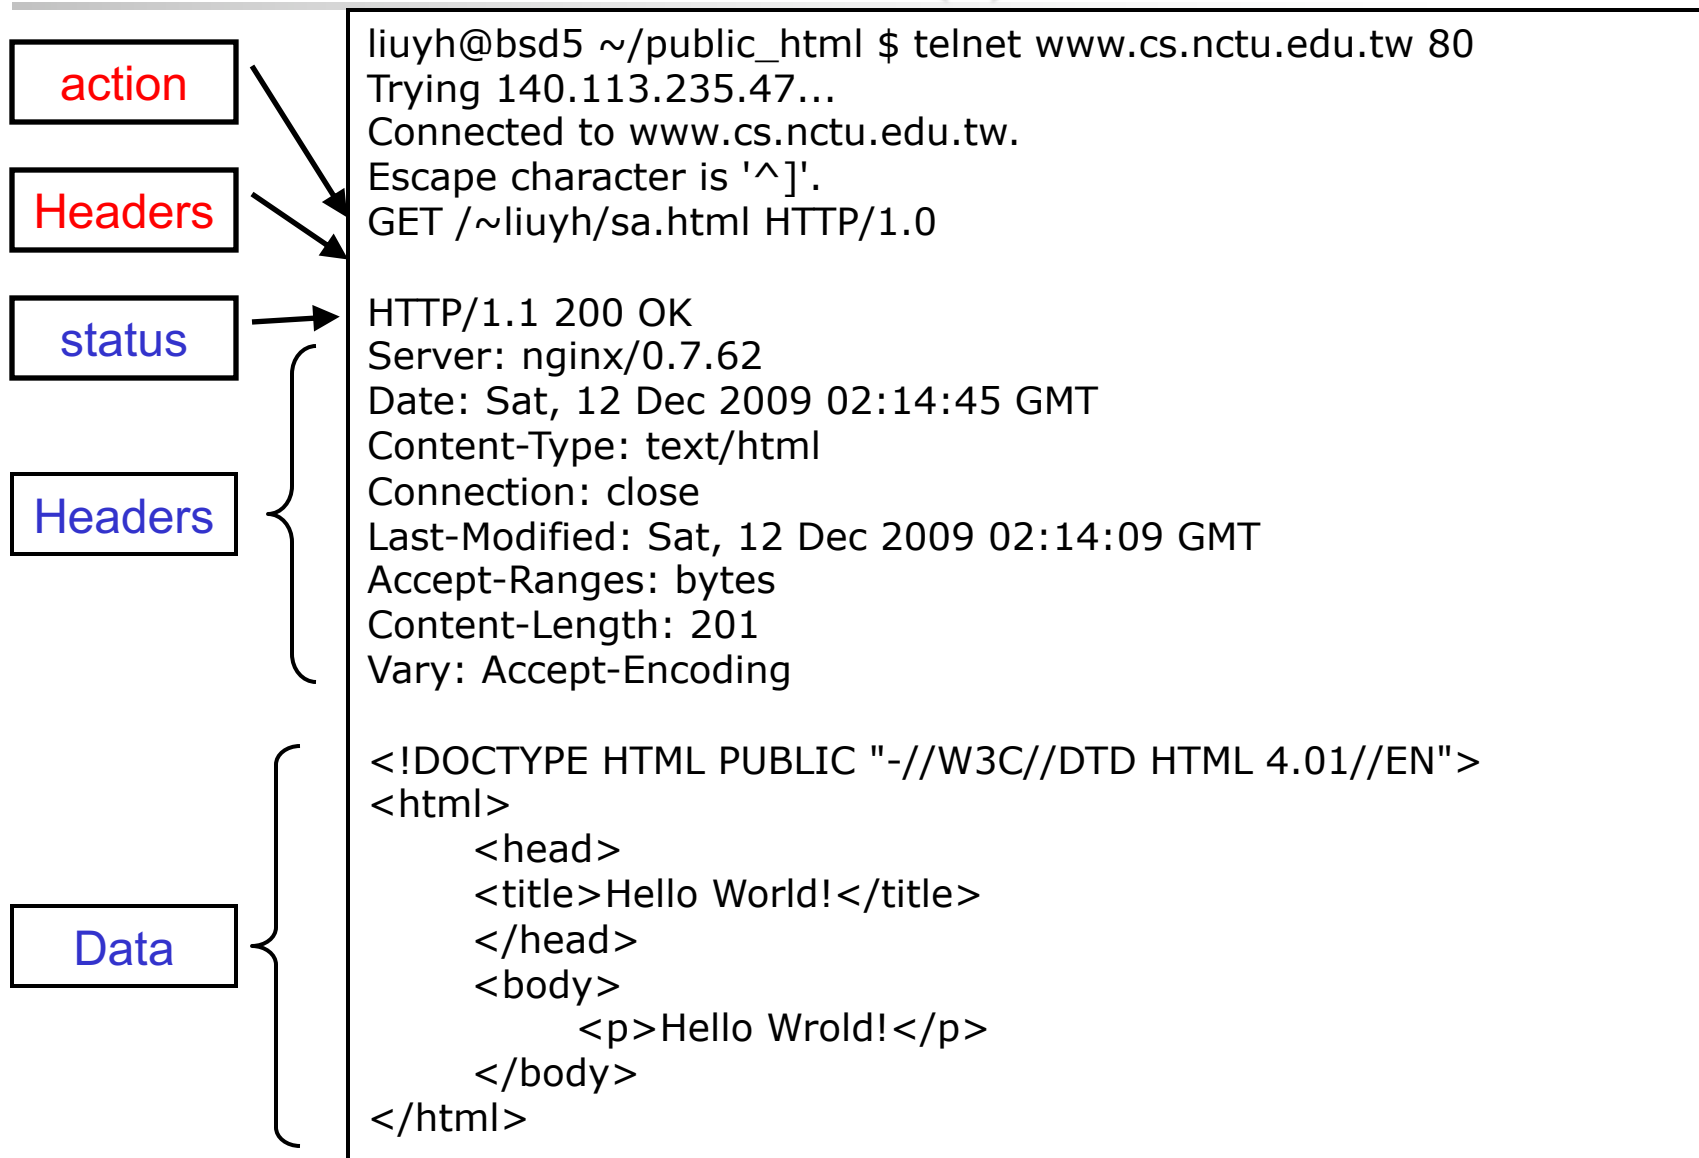 action
Headers
status
Headers
Data
liuyh@bsd5 ~/public_html $ telnet www.cs.nctu.edu.tw 80
Trying 140.113.235.47...
Connected to www.cs.nctu.edu.tw.
Escape character is '^]'.
GET /~liuyh/sa.html HTTP/1.0
HTTP/1.1 200 OK
Server: nginx/0.7.62
Date: Sat, 12 Dec 2009 02:14:45 GMT
Content-Type: text/html
Connection: close
Last-Modified: Sat, 12 Dec 2009 02:14:09 GMT
Accept-Ranges: bytes
Content-Length: 201
Vary: Accept-Encoding
<!DOCTYPE HTML PUBLIC "-//W3C//DTD HTML 4.01//EN">
<html>
<head>
<title>Hello World!</title>
</head>
<body>
<p>Hello Wrold!</p>
</body>
</html>